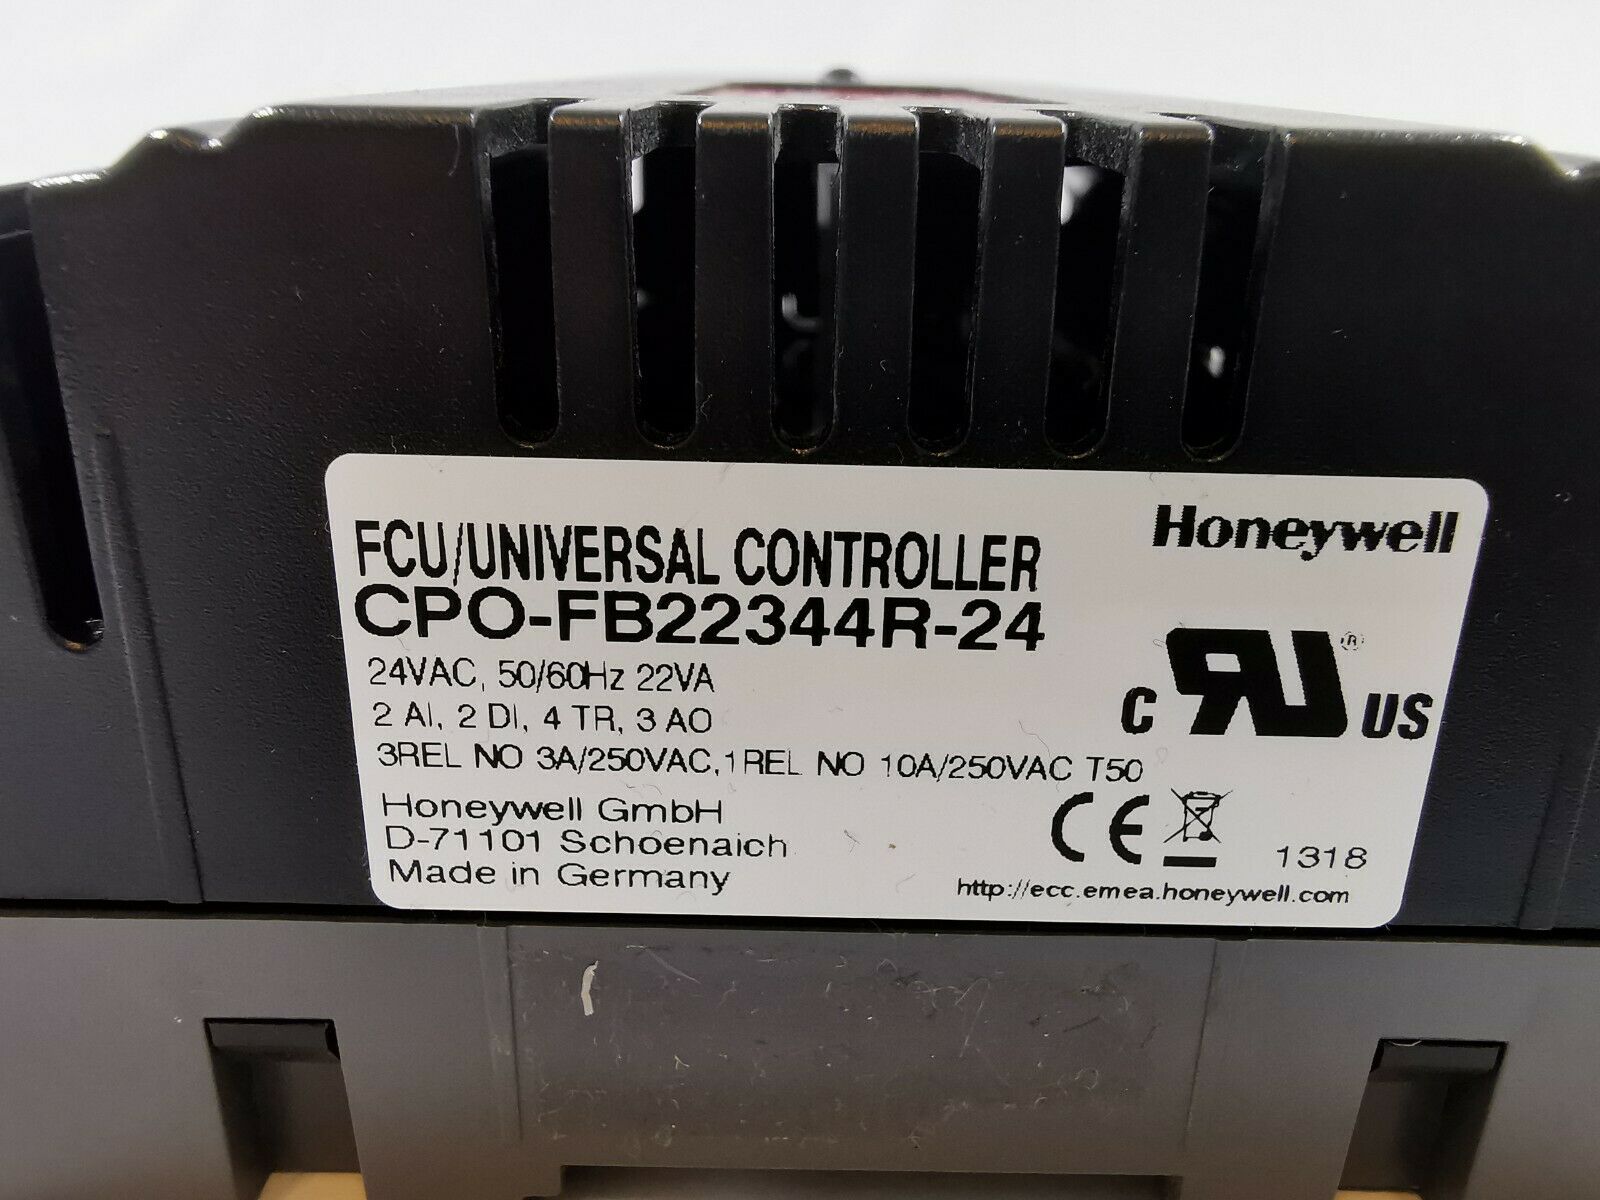 Honeywell
FCU/UNIVERSAL CONTROLLER
CPO-FB22344R-24
24VAC, 50/60Hz 22VA
2 AI, 2 DI, 4 TR, 3 AO
3REL NO 3A/250VAC,1REL NO 10A/250VAC T50
Honeywell GmbH
D-71101 Schoenaich
Made in Germany
C RU® US
CE
1318
http://ecc.emea.honeywell.com